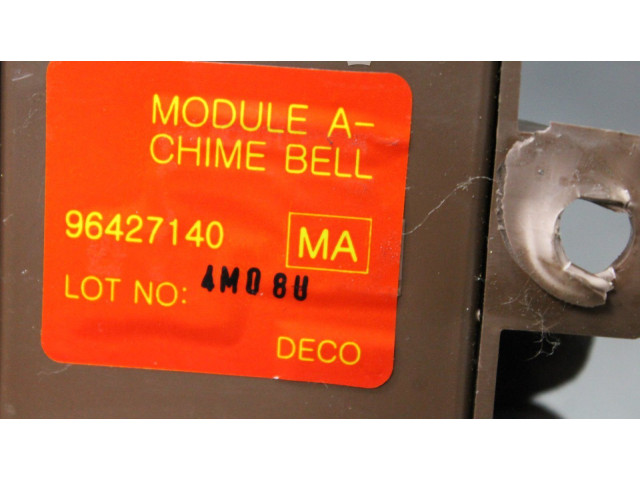 MODULE A-
CHIME BELL
96427140 MA
LOT NO: 4M08U
DECO